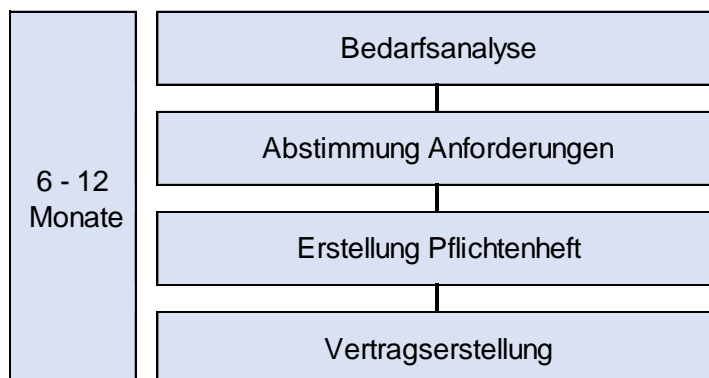 Bedarfsanalyse
Abstimmung Anforderungen
6 - 12
Monate
Erstellung Pflichtenheft
Vertragserstellung